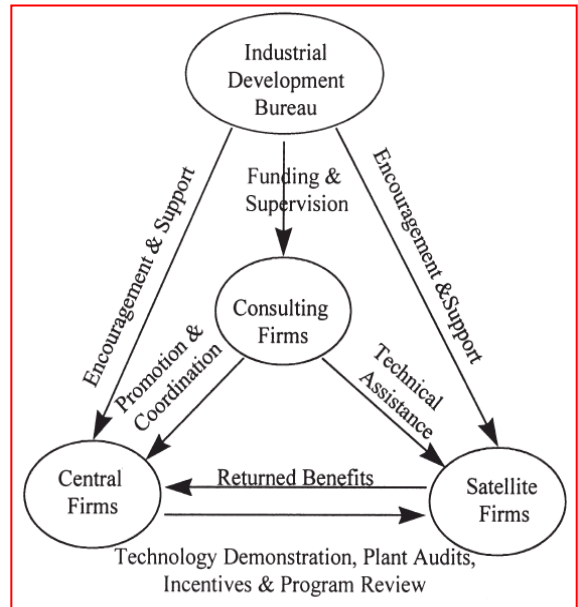 Industrial
Development
Bureau
Encouragement & Support
Funding &
Supervision
Encouragement &Support
Consulting
Firms
Promotion &
Coordination
Technical
Assistance
Central
Firms
Returned Benefits
Satellite
Firms
Technology Demonstration, Plant Audits,
Incentives & Program Review